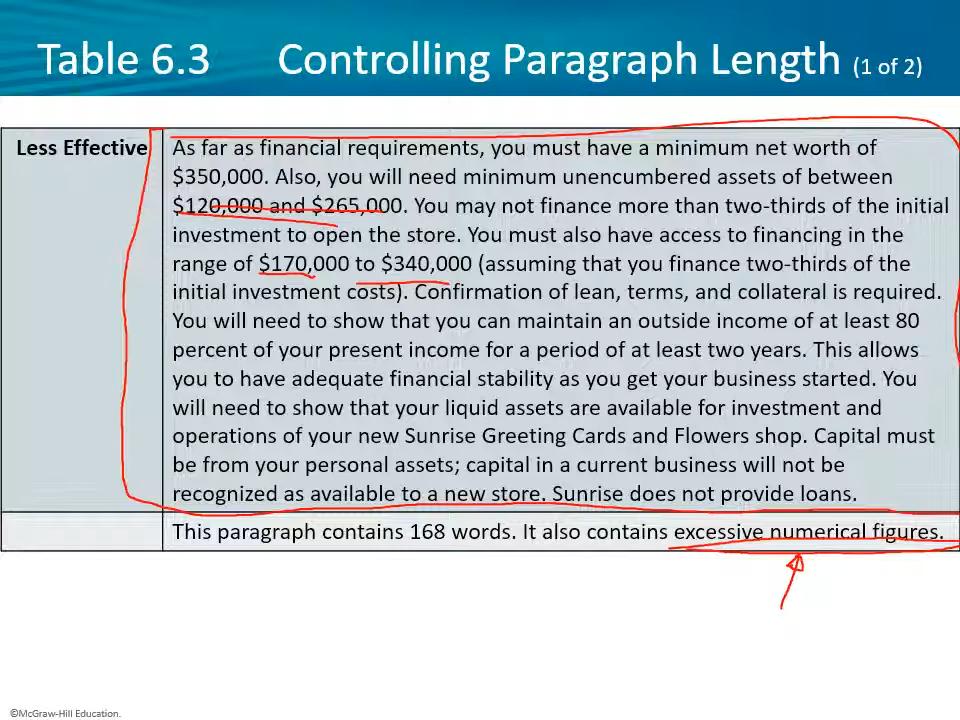 Table 6.3 Controlling Paragraph Length (1 of 2)
Less Effective
As far as financial requirements, you must have a minimum net worth of
$350,000. Also, you will need minimum unencumbered assets of between
$120,000 and $265,000. You may not finance more than two-thirds of the initial
investment to open the store. You must also have access to financing in the
range of $170,000 to $340,000 (assuming that you finance two-thirds of the
initial investment costs). Confirmation of lean, terms, and collateral is required.
You will need to show that you can maintain an outside income of at least 80
percent of your present income for a period of at least two years. This allows
you to have adequate financial stability as you get your business started. You
will need to show that your liquid assets are available for investment and
operations of your new Sunrise Greeting Cards and Flowers shop. Capital must
be from your personal assets; capital in a current business will not be
recognized as available to a new store. Sunrise does not provide loans.
This paragraph contains 168 words. It also contains excessive numerical figures.
©McGraw-Hill Education.